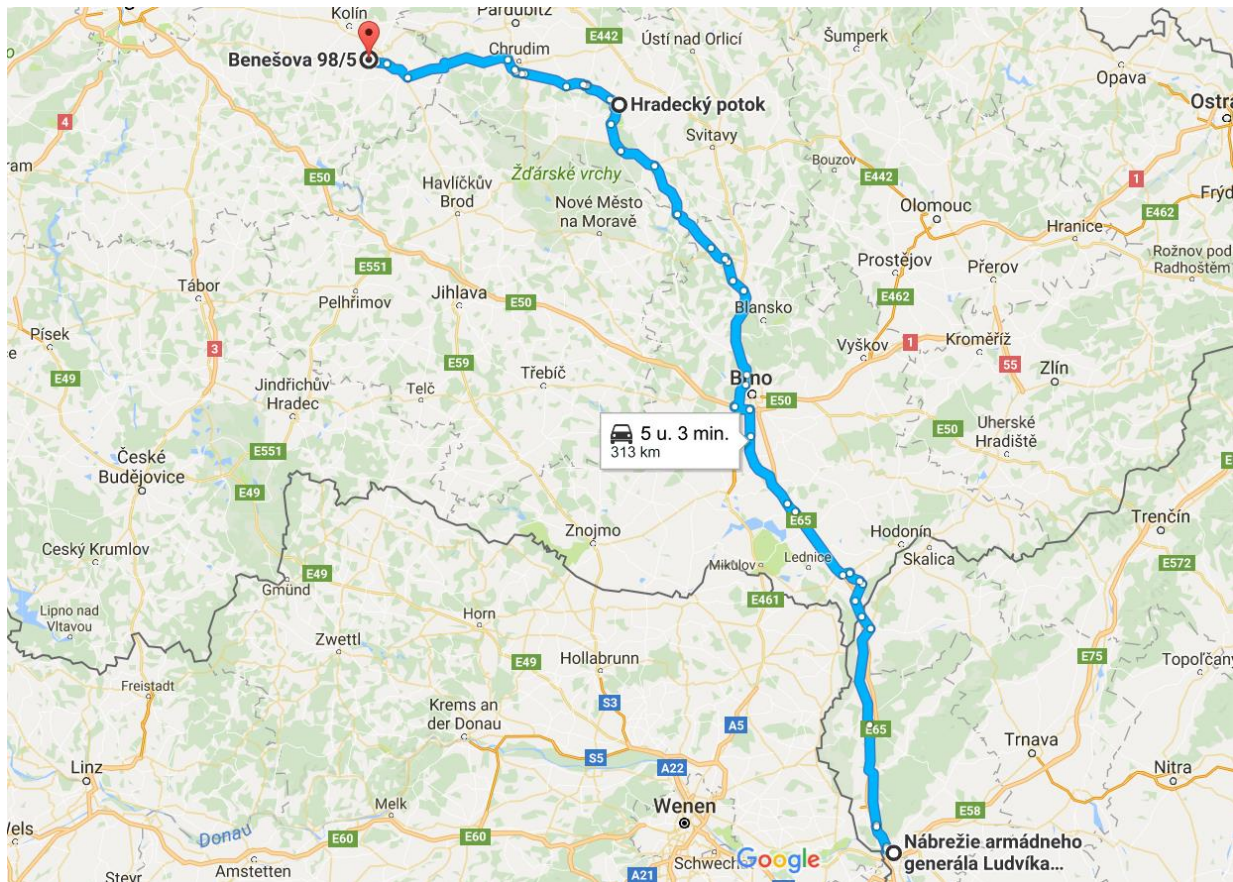 Kolín
Pardubitz
Benešova 98/5
Chrudim
E442
Ústí nad Orlicí
Šumperk
Opava
Ostra
4
Hradecký potok
Svitavy
ram
E50
Žďárské vrchy
Bouzov
E442
1
Frýd
Havlíčkův
Brod
Nové Město
na Moravě
Olomouc
E462
Hranice
Rožnov pod
Radhoštěm
E551
Prostějov
Přerov
Tábor
Pelhřimov
Jihlava
E50
E462
Blansko
Písek
3
Vyškov
1
Kroměříž
E49
E59
55
Zlín
Jindřichův
Hradec
Telč
Třebíč
Brno
E50
Uherské
Hradiště
E50
5 u. 3 min.
313 km
České
Budějovice
E551
E49
E65
Hodonín
Trenčín
Znojmo
Český Krumlov
Skalica
E49
Mikulov
Lednice
E572
Gmünd
E461
Lipno nad
Vltavou
Horn
Zwettl
E49
Hollabrunn
E75
Topoľčany
Freistadt
Krems an
der Donau
S3
A5
E65
Trnava
S5
A22
Nitra
Linz
Wenen
Melk
E58
Wels
Donau
E60
E60
Nábrežie armádneho
generála Ludvíka...
Schwech
Google
Steyr
Amstetten
A21
A4